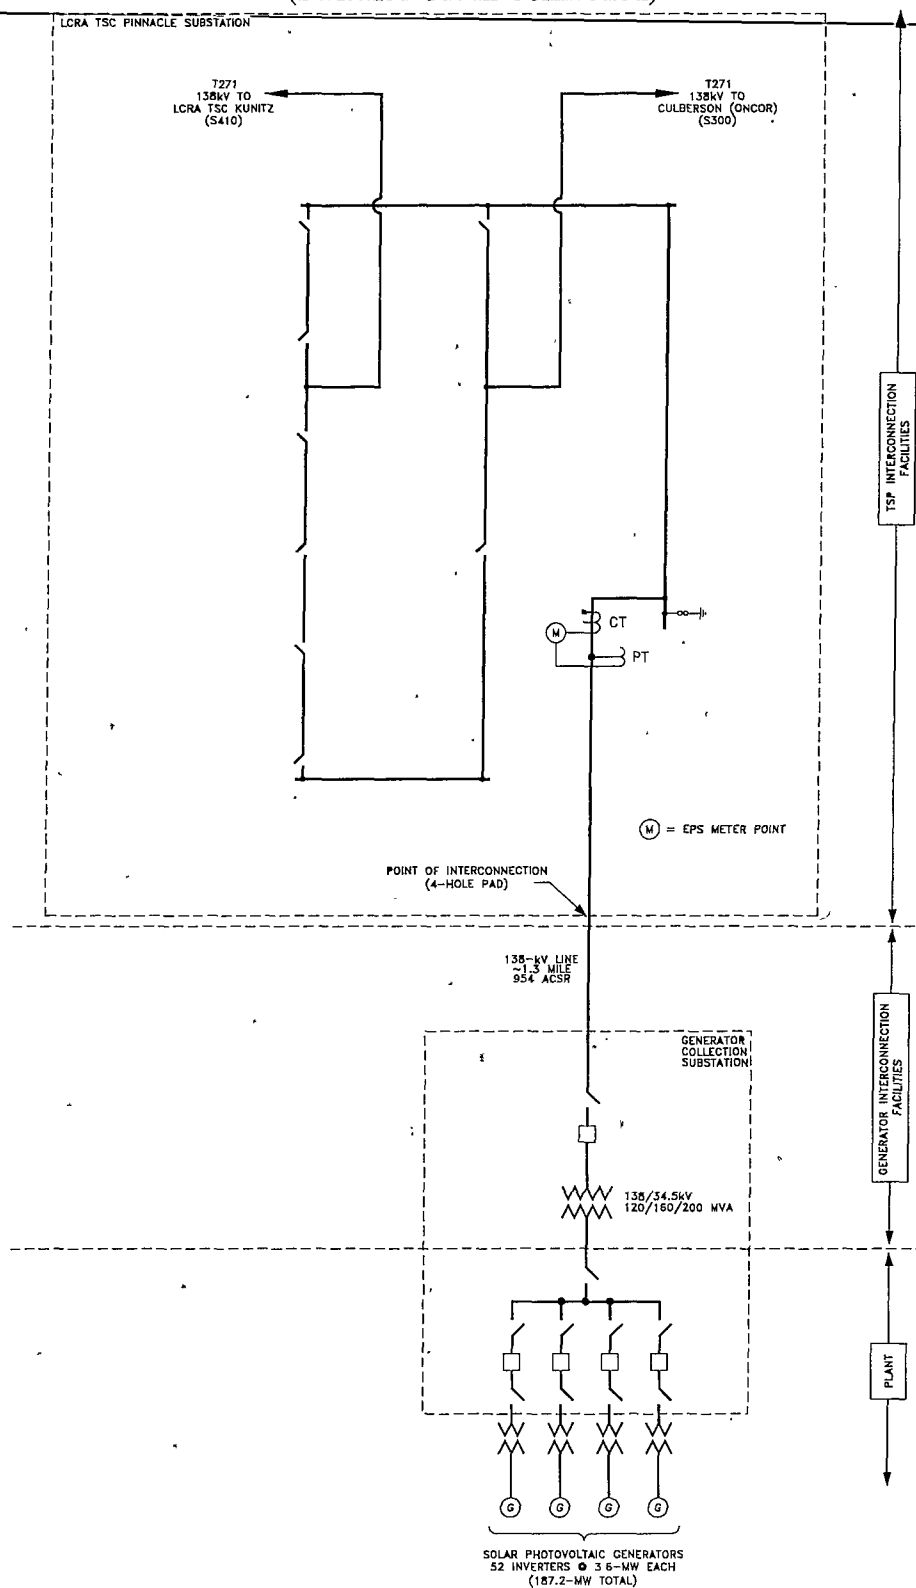 LCRA TSC PINNACLE SUBSTATION
T271
138kV TO
LCRA TSC KUNITZ
(S410)
T271
138kV TO
CULBERSON (ONCOR)
(S300)
TSP INTERCONNECTION
FACILITIES
CT
M
PT
M = EPS METER POINT
POINT OF INTERCONNECTION
(4-HOLE PAD)
138-kV LINE
~1.3 MILE
954 ACSR
GENERATOR
COLLECTION
SUBSTATION
GENERATOR INTERCONNECTION
FACILITIES
138/34.5kV
120/160/200 MVA
PLANT
G G G G
SOLAR PHOTOVOLTAIC GENERATORS
52 INVERTERS @ 3 6-MW EACH
(187.2-MW TOTAL)